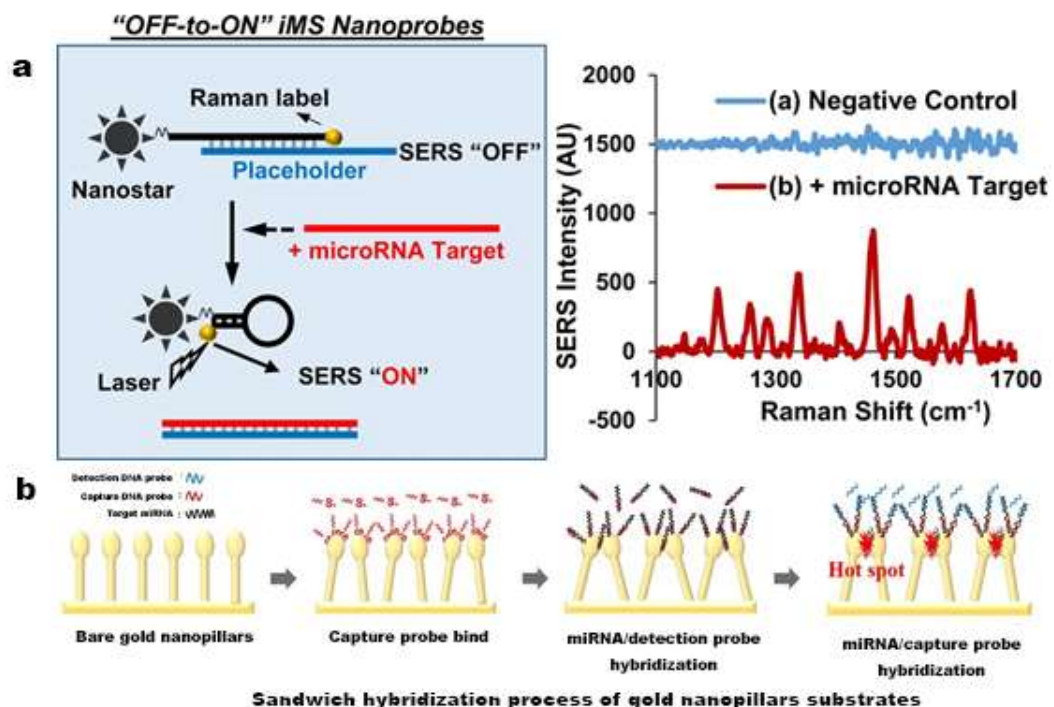 "OFF-to-ON" iMS Nanoprobes
a
Raman label
SERS "OFF"
Placeholder
Nanostar
+ microRNA Target
Laser
SERS "ON"
2000
1500
1000
500
0
-500
SERS Intensity (AU)
(a) Negative Control
(b) + microRNA Target
1100
1300
1500
1700
Raman Shift (cm⁻¹)
b
Detection DNA probe :
Capture DNA probe :
Target miRNA :
Hot spot
Bare gold nanopillars
Capture probe bind
miRNA/detection probe
hybridization
miRNA/capture probe
hybridization
Sandwich hybridization process of gold nanopillars substrates